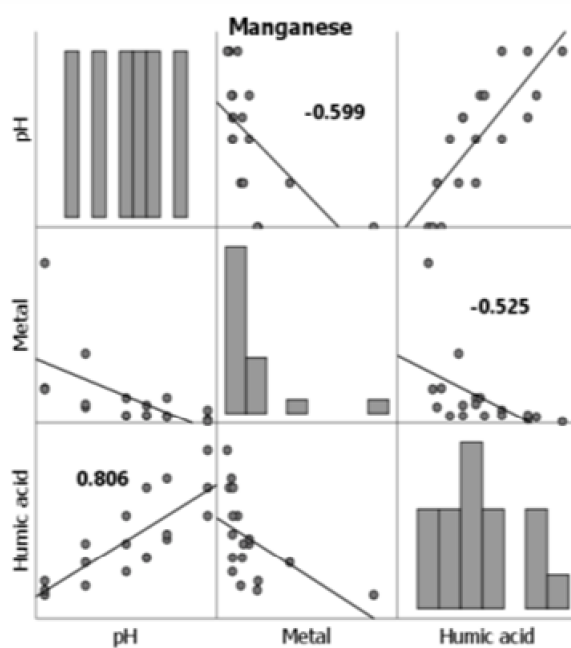 Manganese
pH
-0.599
Metal
-0.525
Humic acid
0.806
pH
Metal
Humic acid